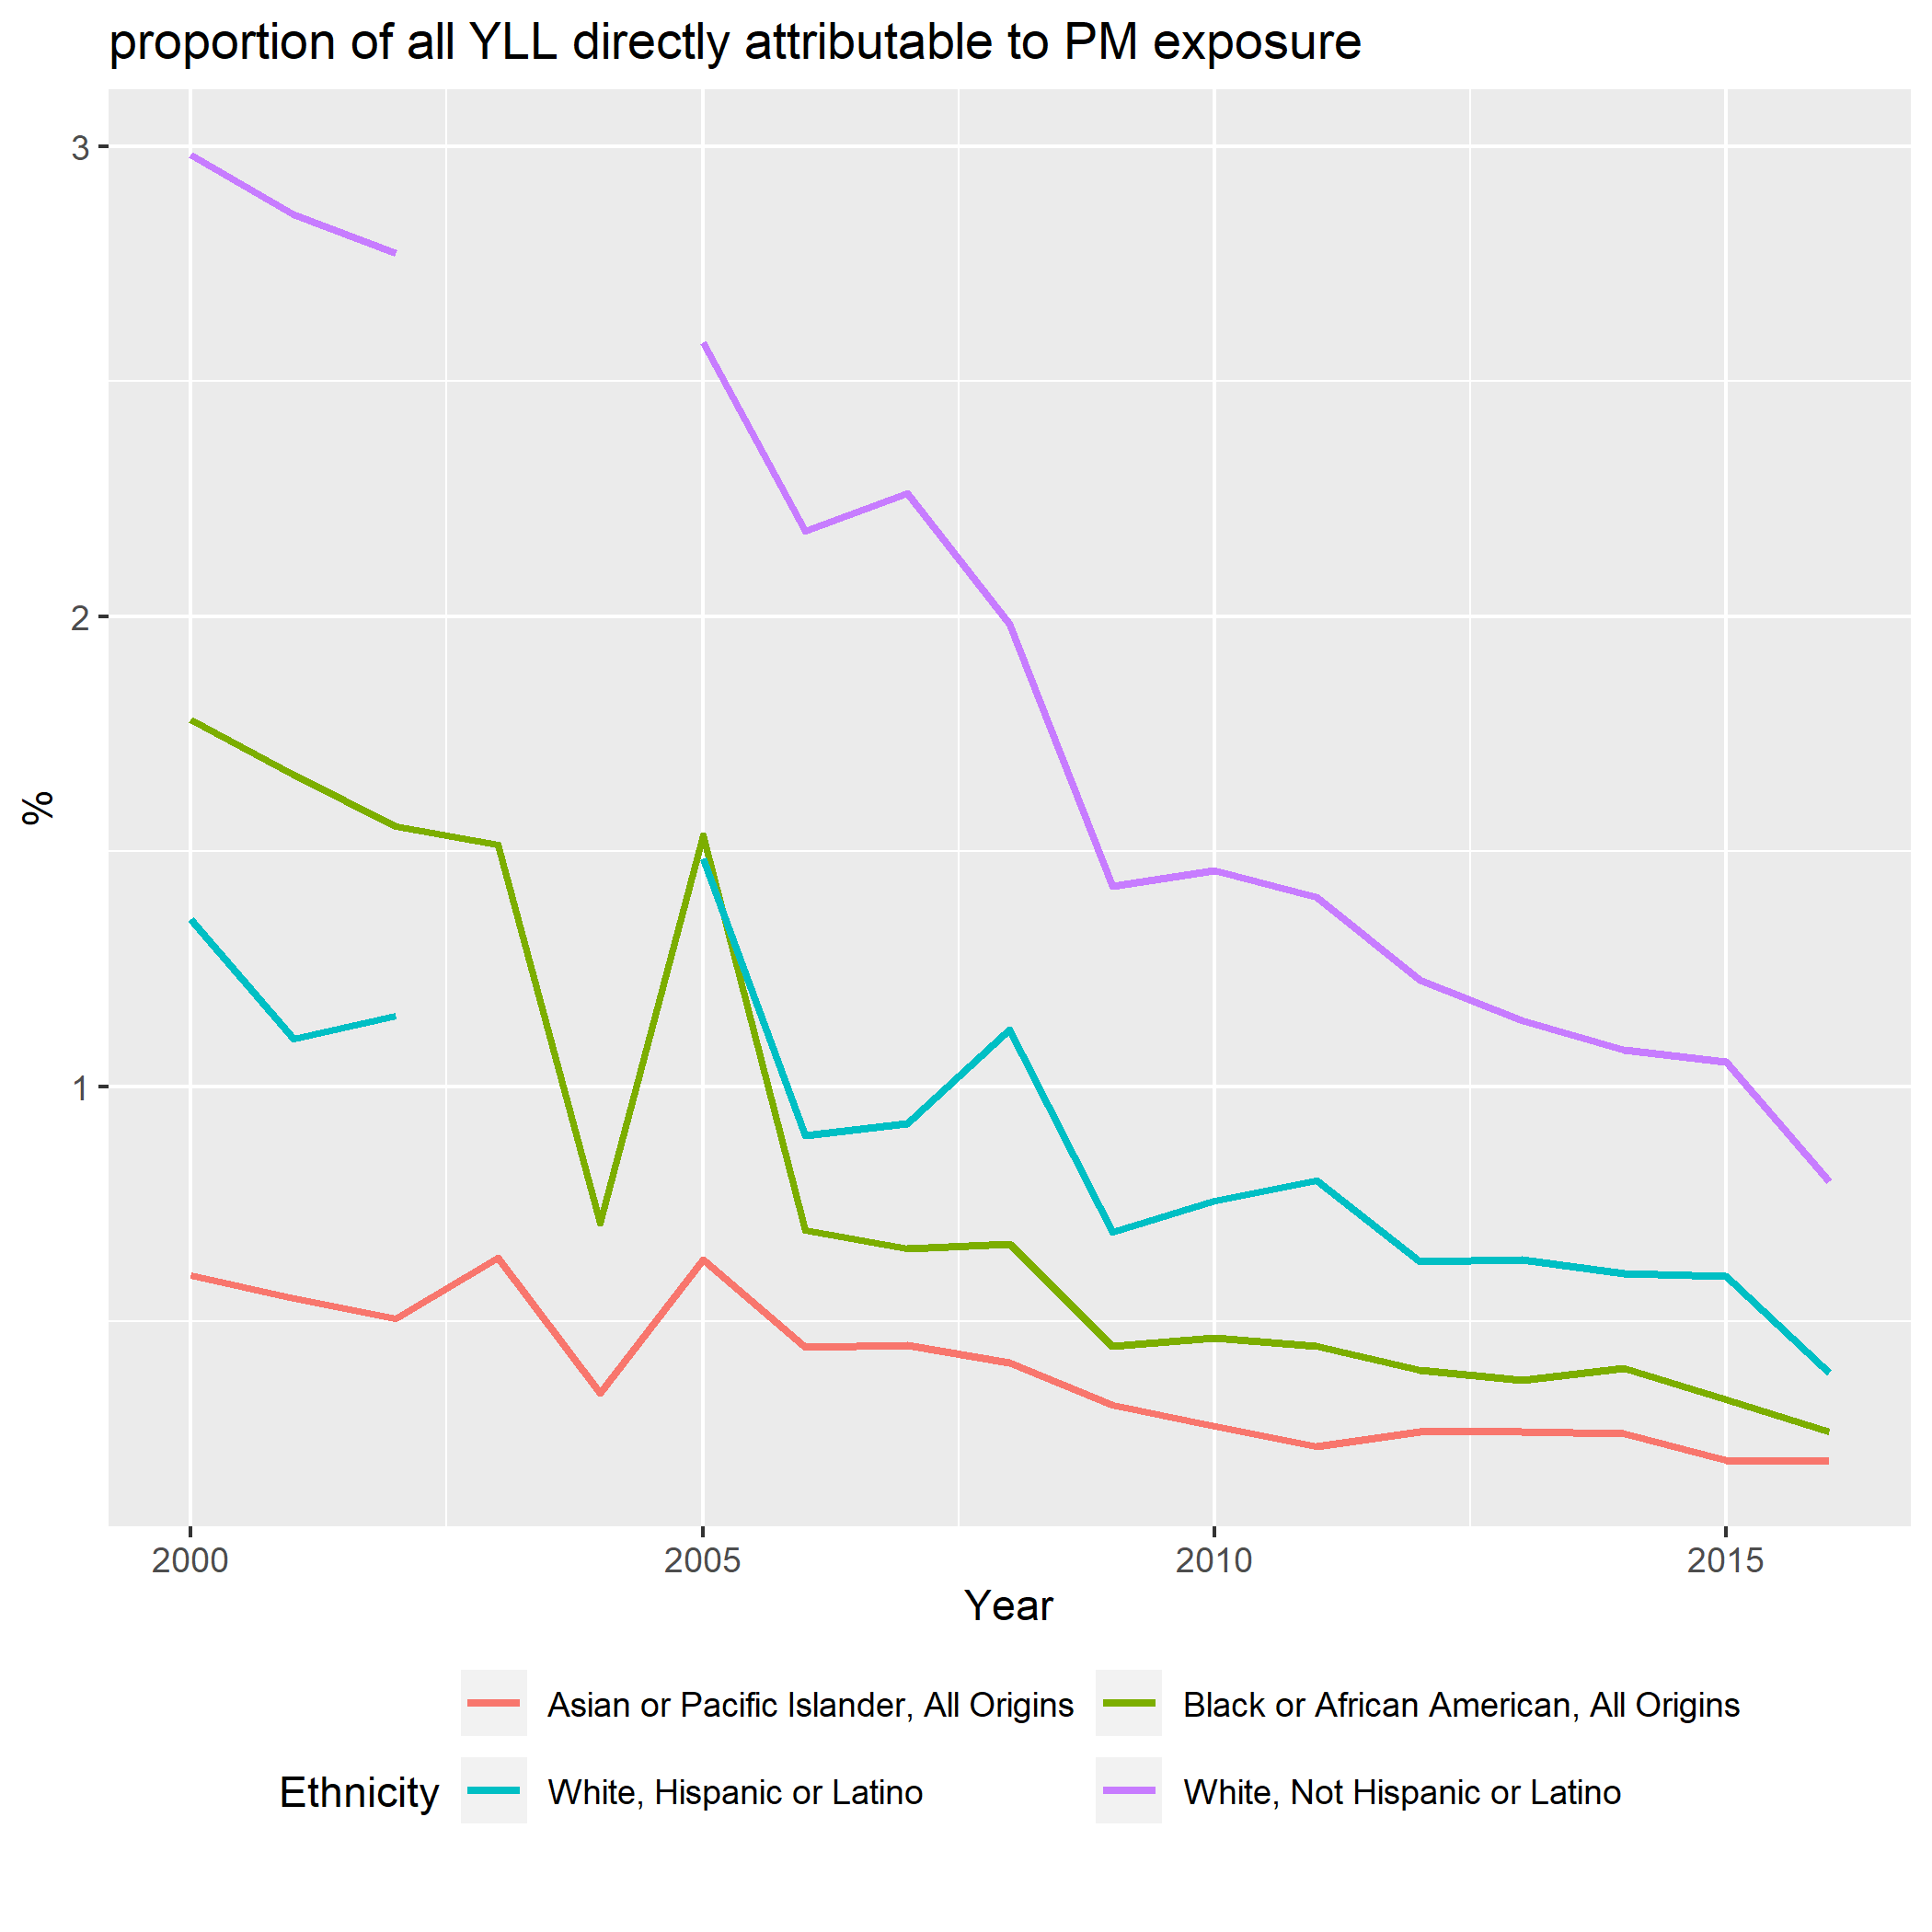 proportion of all YLL directly attributable to PM exposure
3
2
1
%
2000 2005 2010 2015
Year
Ethnicity
Asian or Pacific Islander, All Origins
Black or African American, All Origins
White, Hispanic or Latino
White, Not Hispanic or Latino